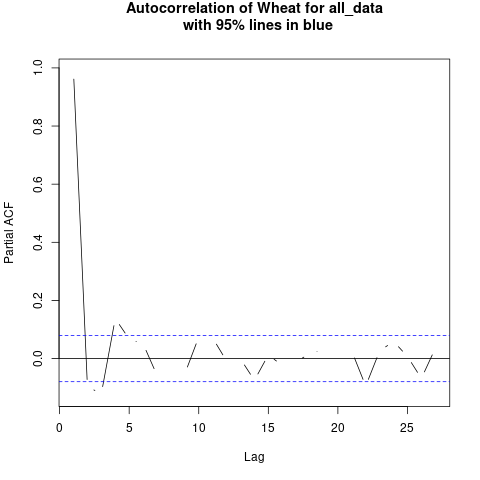 Autocorrelation of Wheat for all_data
with 95% lines in blue
Partial ACF
1.0
0.8
0.6
0.4
0.2
0.0
0 5 10 15 20 25
Lag